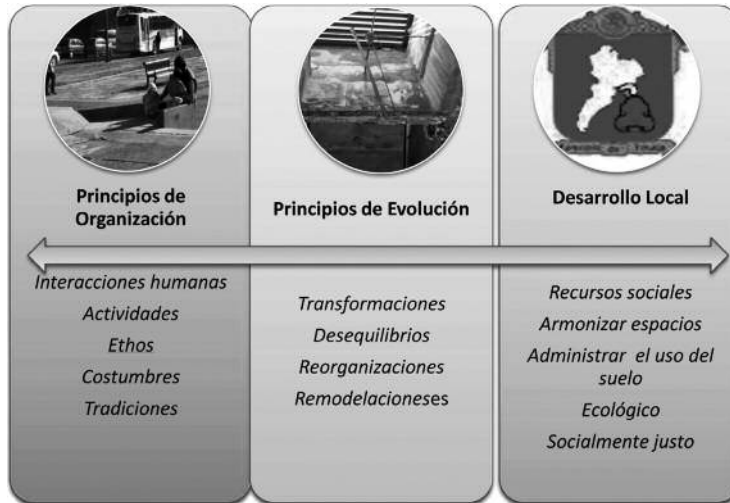 Principios de
Organización
Interacciones humanas
Actividades
Ethos
Costumbres
Tradiciones
Principios de Evolución
Transformaciones
Desequilibrios
Reorganizaciones
Remodelacioneses
Desarrollo Local
Recursos sociales
Armonizar espacios
Administrar el uso del
suelo
Ecológico
Socialmente justo